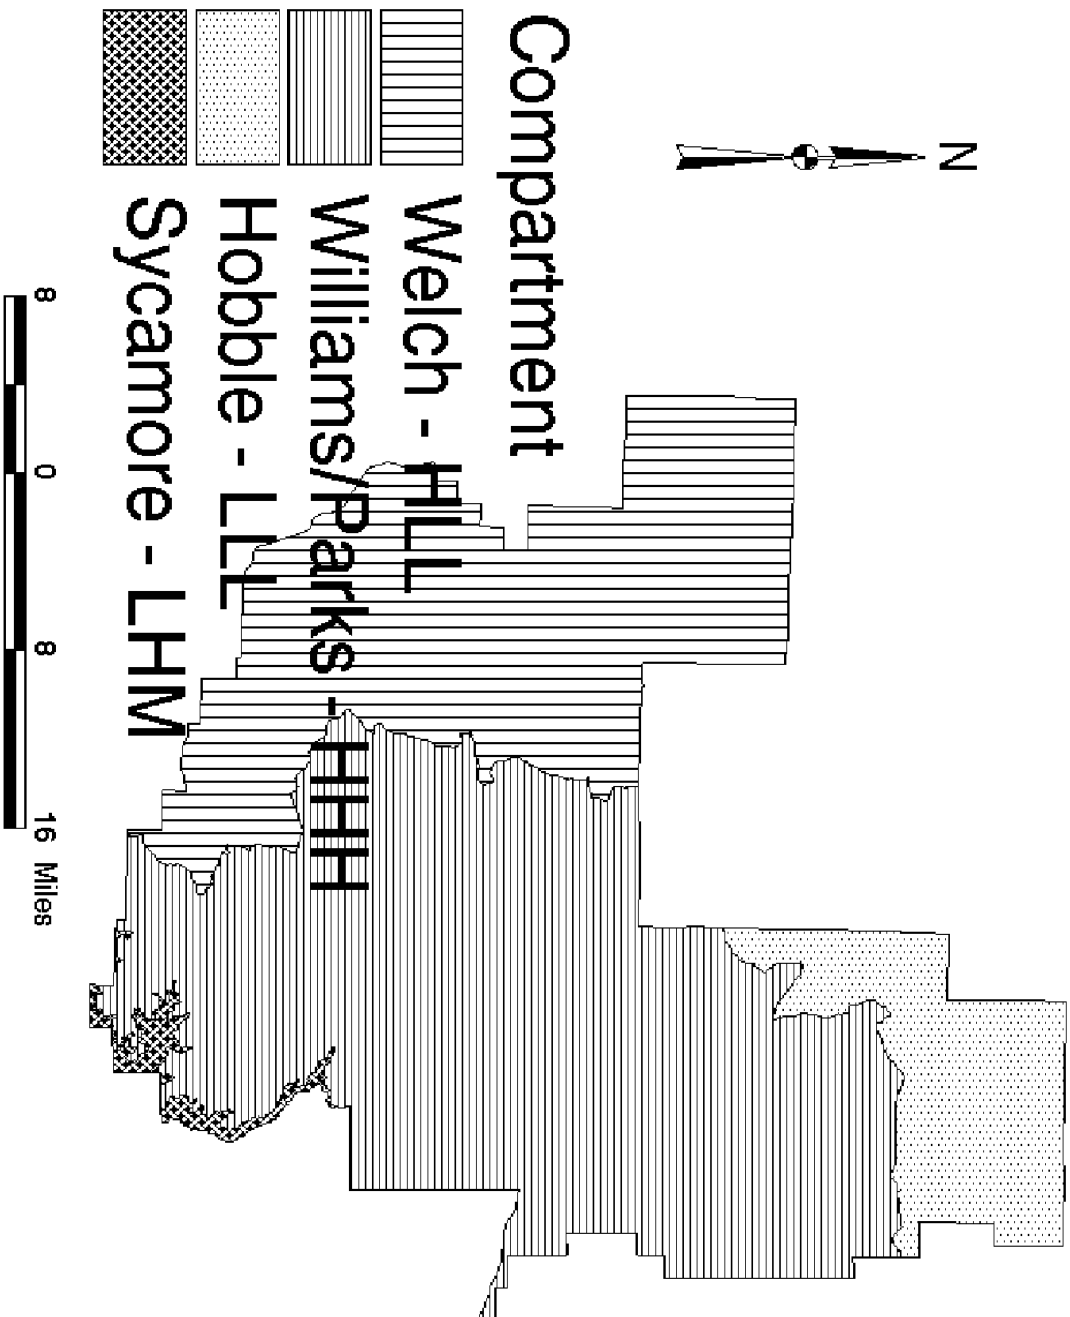 N
Compartment
Welch - HLL
Williams/Parks - HHH
Hobble - LLL
Sycamore - LHM
8 0 8 16 Miles